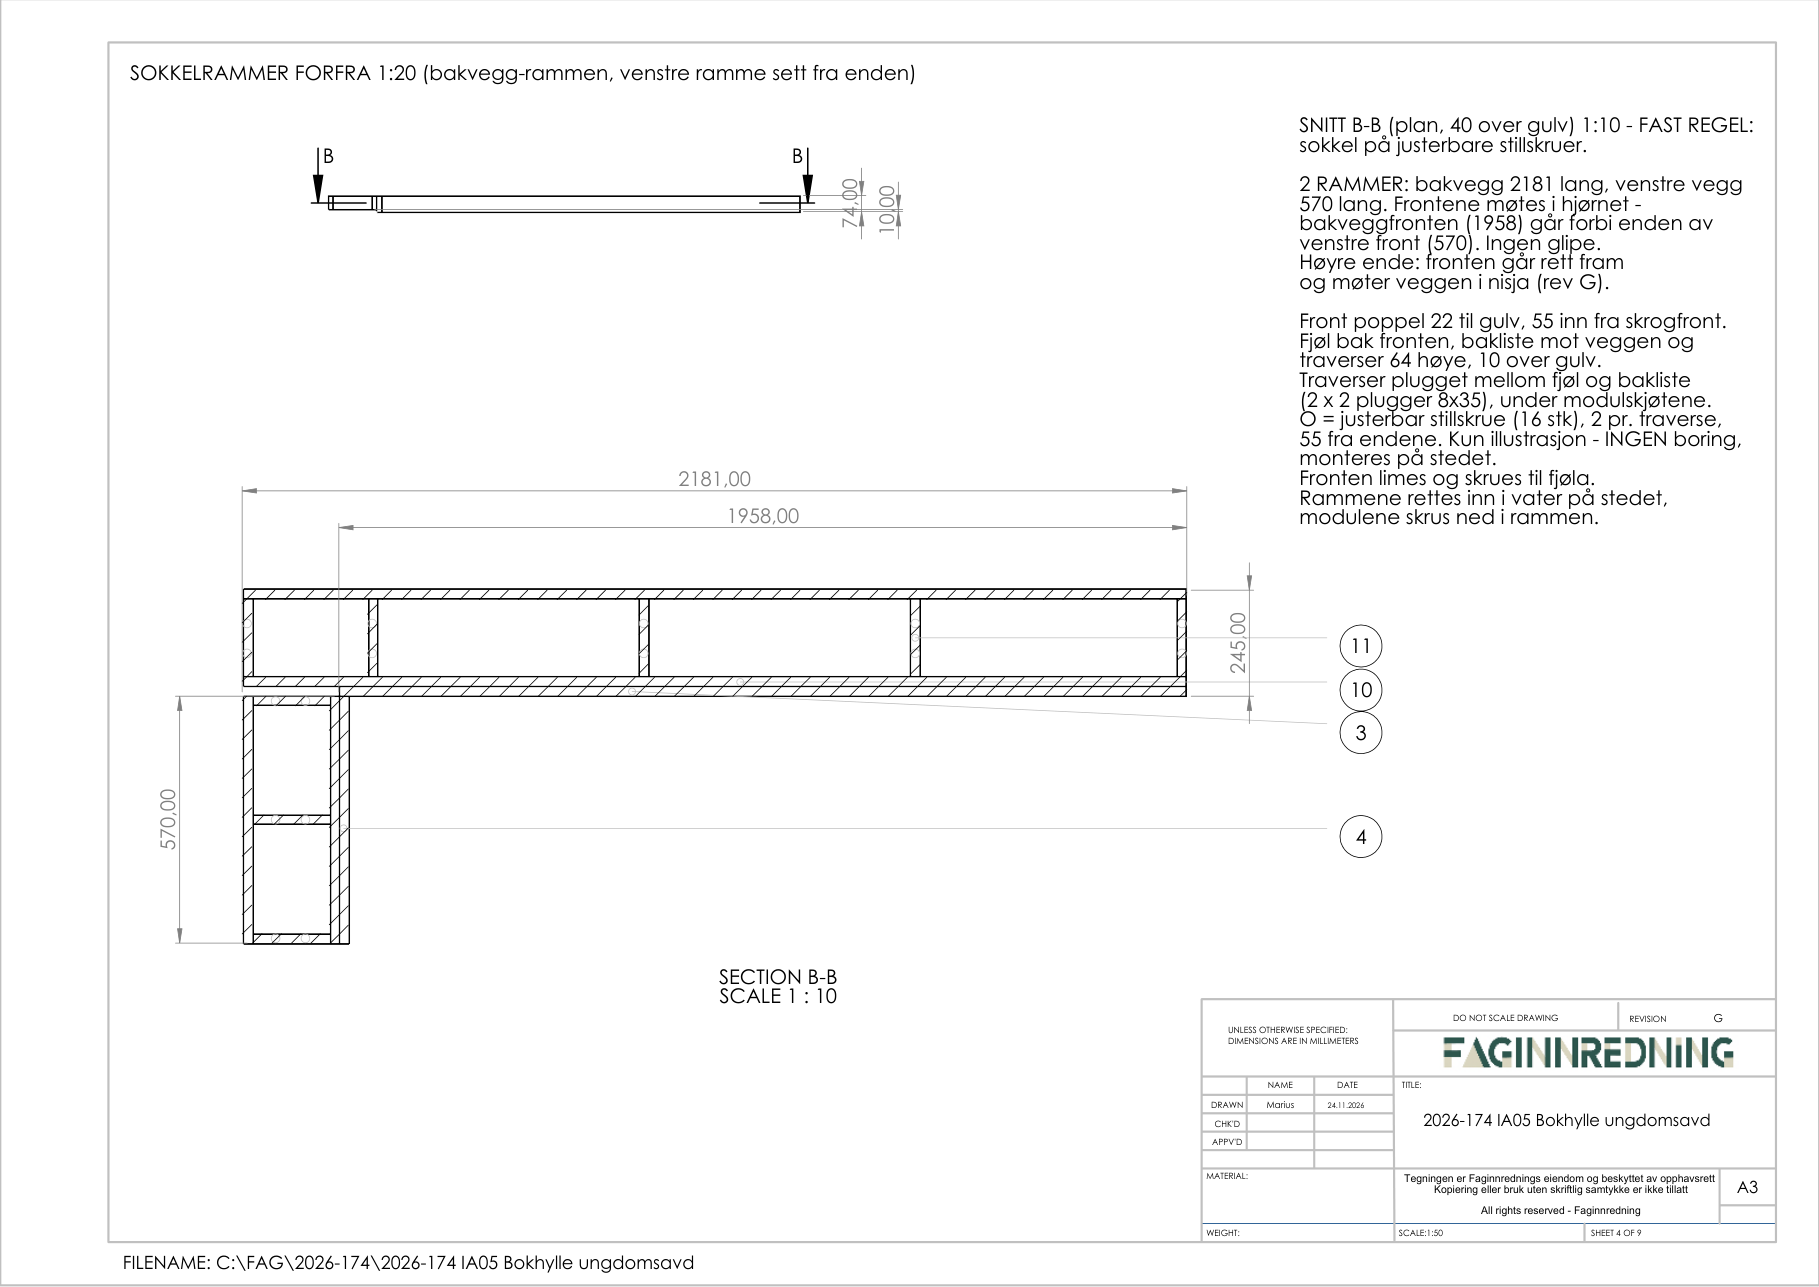 SOKKELRAMMER FORFRA 1:20 (bakvegg-rammen, venstre ramme sett fra enden)
B
B
74,00
10,00
SNITT B-B (plan, 40 over gulv) 1:10 - FAST REGEL:
sokkel på justerbare stillskruer.
2 RAMMER: bakvegg 2181 lang, venstre vegg
570 lang. Frontene møtes i hjørnet -
bakveggfronten (1958) går forbi enden av
venstre front (570). Ingen glipe.
Høyre ende: fronten går rett fram
og møter veggen i nisja (rev G).
Front poppel 22 til gulv, 55 inn fra skrogfront.
Fjøl bak fronten, bakliste mot veggen og
traverser 64 høye, 10 over gulv.
Traverser plugget mellom fjøl og bakliste
(2 x 2 plugger 8x35), under modulskjøtene.
O = justerbar stillskrue (16 stk), 2 pr. traverse,
55 fra endene. Kun illustrasjon - INGEN boring,
monteres på stedet.
Fronten limes og skrues til fjøla.
Rammene rettes inn i vater på stedet,
modulene skrus ned i rammen.
2181,00
1958,00
245,00
570,00
11
10
3
4
SECTION B-B
SCALE 1 : 10
UNLESS OTHERWISE SPECIFIED:
DIMENSIONS ARE IN MILLIMETERS
DO NOT SCALE DRAWING
REVISION G
FAGINNREDNING
NAME DATE
DRAWN Marius 24.11.2026
CHK'D
APPV'D
TITLE:
2026-174 IA05 Bokhylle ungdomsavd
MATERIAL:
Tegningen er Faginnrednings eiendom og beskyttet av opphavsrett
Kopiering eller bruk uten skriftlig samtykke er ikke tillatt
All rights reserved - Faginnredning
A3
WEIGHT:
SCALE:1:50
SHEET 4 OF 9
FILENAME: C:\FAG\2026-174\2026-174 IA05 Bokhylle ungdomsavd